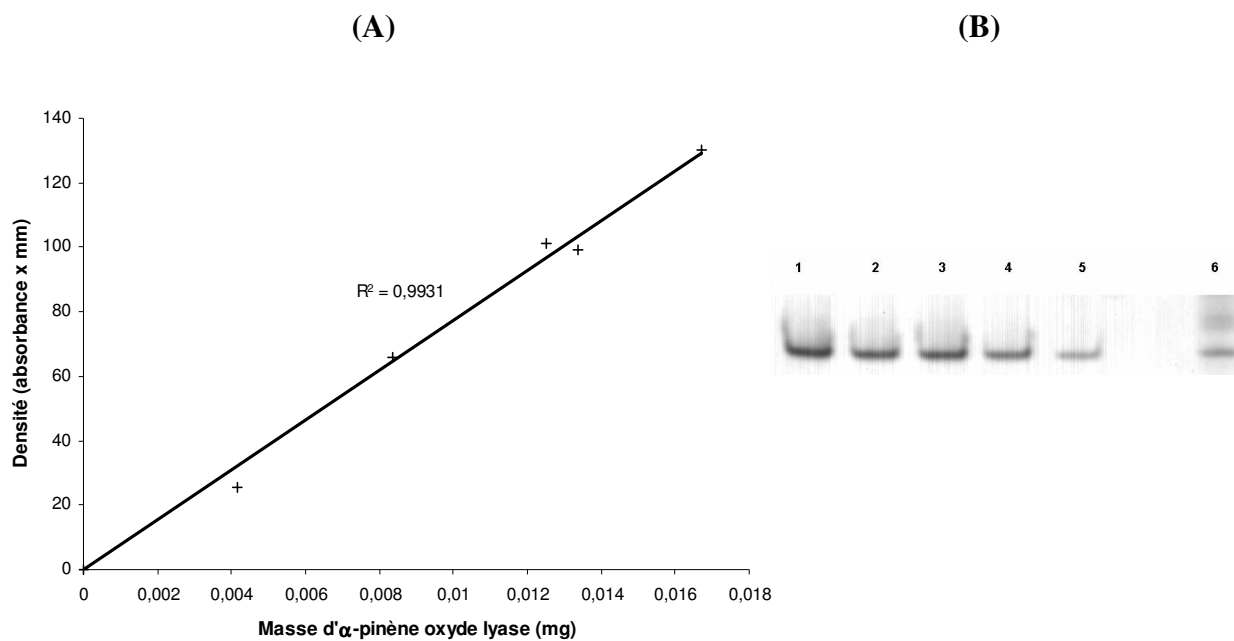 (A)
(B)
140
120
100
80
60
40
20
0
Densité (absorbance x mm)
R² = 0,9931
0 0,002 0,004 0,006 0,008 0,01 0,012 0,014 0,016 0,018
Masse d'α-pinène oxyde lyase (mg)
1 2 3 4 5 6